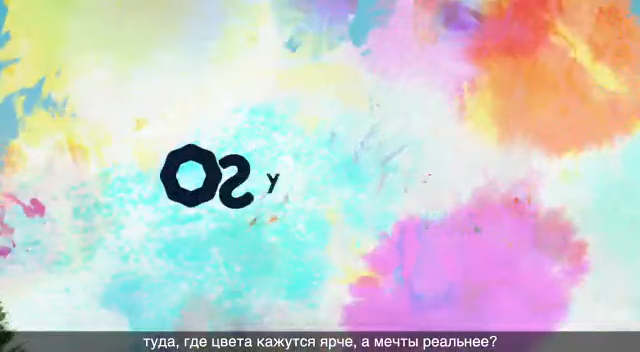 туда, где цвета кажутся ярче, а мечты реальнее?